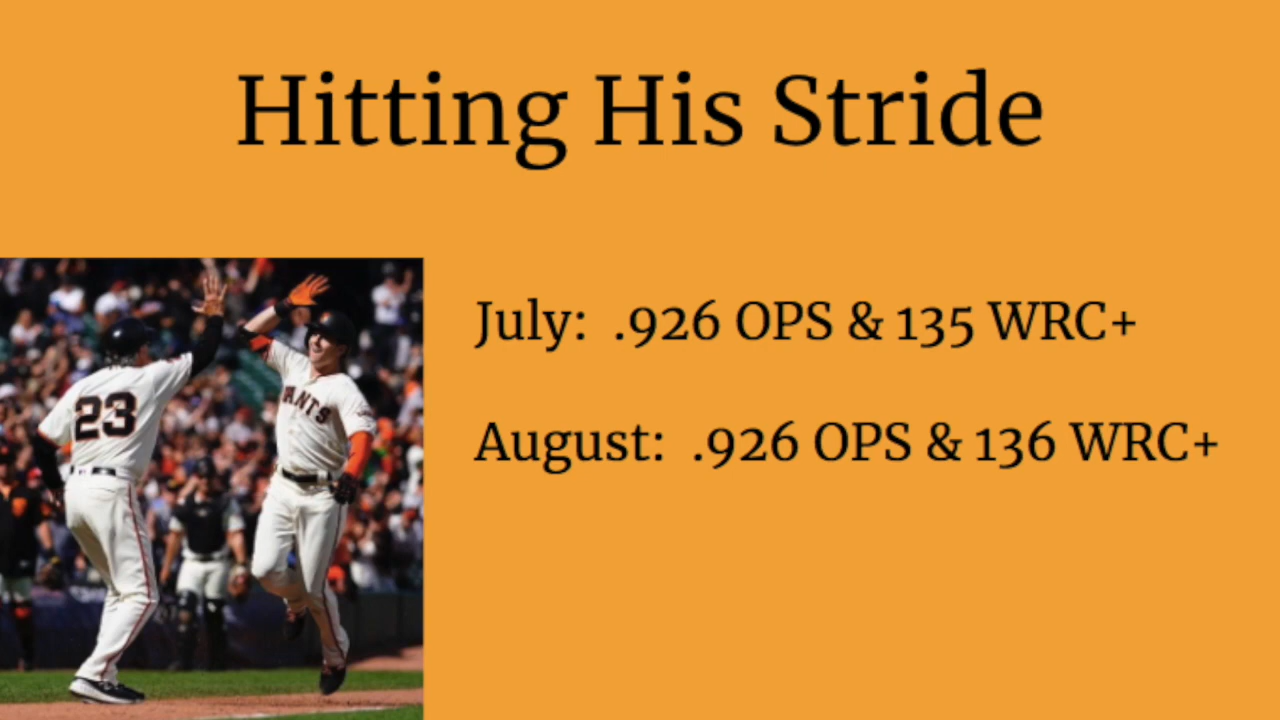 Hitting His Stride
July: .926 OPS & 135 WRC+
August: .926 OPS & 136 WRC+
23
ANTS